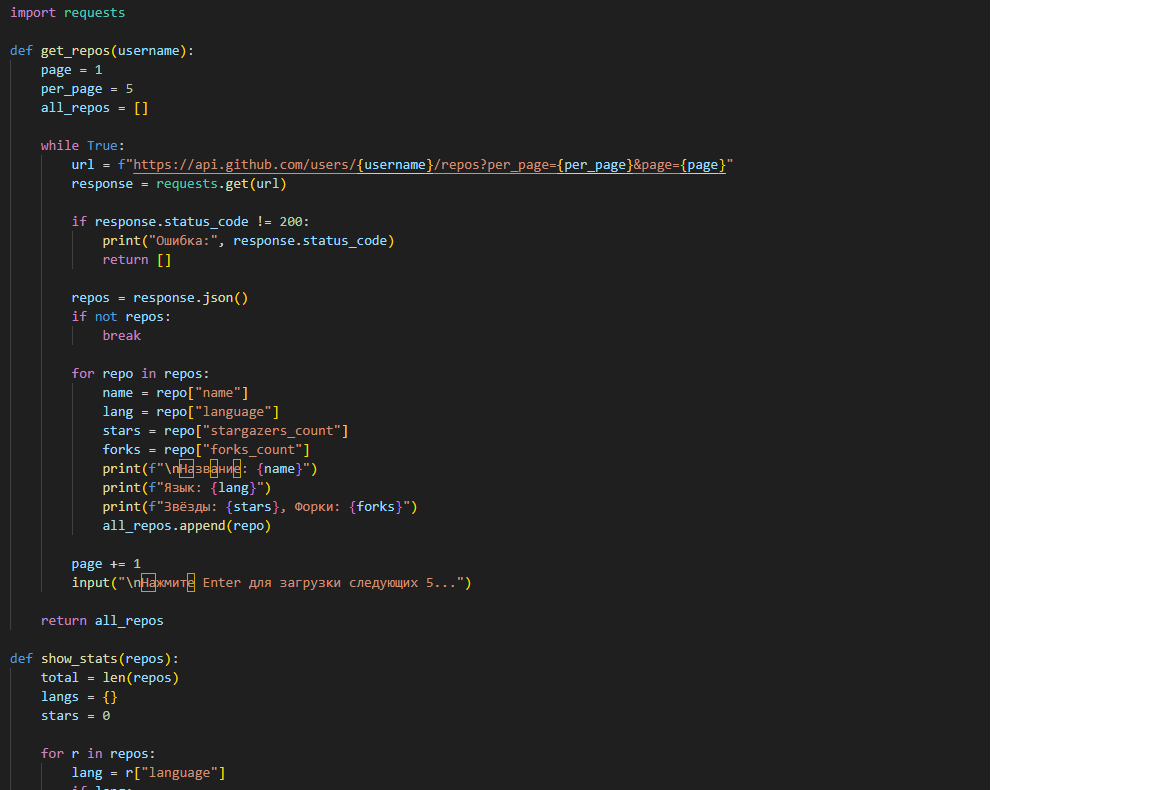 import requests
def get_repos(username):
page = 1
per_page = 5
all_repos = []
while True:
url = f"https://api.github.com/users/{username}/repos?per_page={per_page}&page={page}"
response = requests.get(url)
if response.status_code != 200:
print("Ошибка:", response.status_code)
return []
repos = response.json()
if not repos:
break
for repo in repos:
name = repo["name"]
lang = repo["language"]
stars = repo["stargazers_count"]
forks = repo["forks_count"]
print(f"\nНазвание: {name}")
print(f"Язык: {lang}")
print(f"Звёзды: {stars}, Форки: {forks}")
all_repos.append(repo)
page += 1
input("\nНажмите Enter для загрузки следующих 5...")
return all_repos
def show_stats(repos):
total = len(repos)
langs = {}
stars = 0
for r in repos:
lang = r["language"]